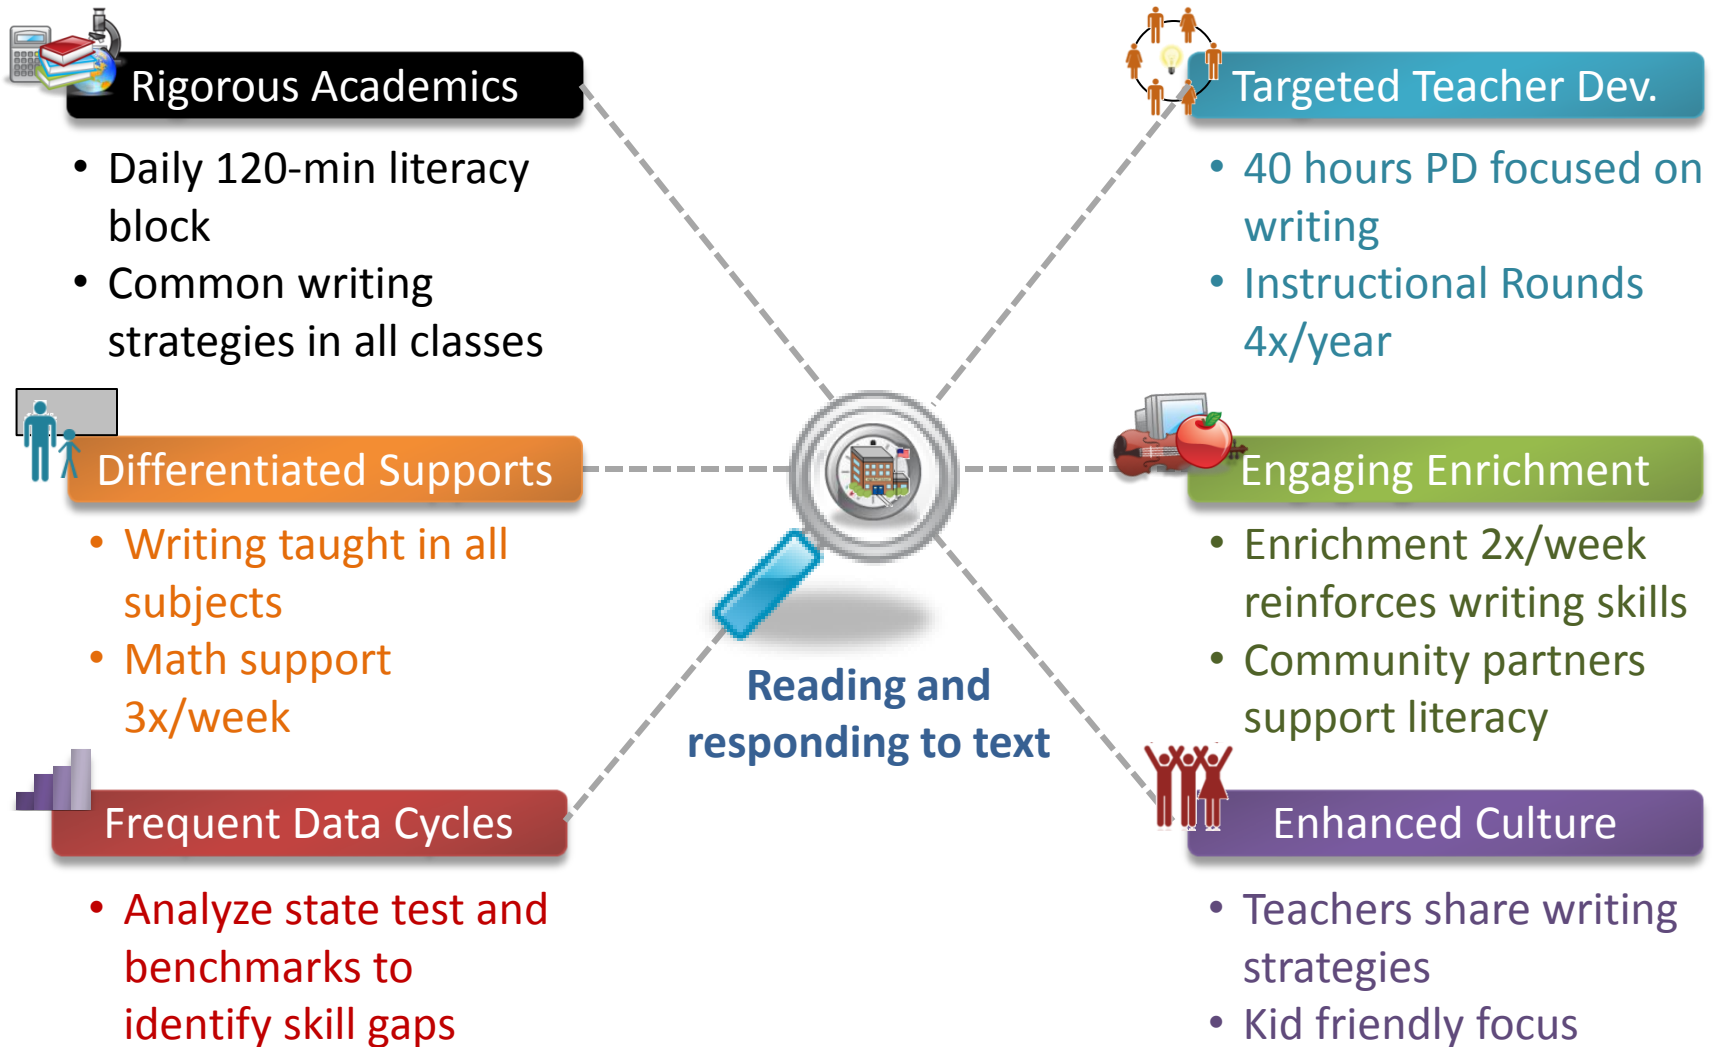 Rigorous Academics
• Daily 120-min literacy
block
• Common writing
strategies in all classes
Differentiated Supports
• Writing taught in all
subjects
• Math support
3x/week
Frequent Data Cycles
• Analyze state test and
benchmarks to
identify skill gaps
Reading and
responding to text
Targeted Teacher Dev.
• 40 hours PD focused on
writing
• Instructional Rounds
4x/year
Engaging Enrichment
• Enrichment 2x/week
reinforces writing skills
• Community partners
support literacy
Enhanced Culture
• Teachers share writing
strategies
• Kid friendly focus